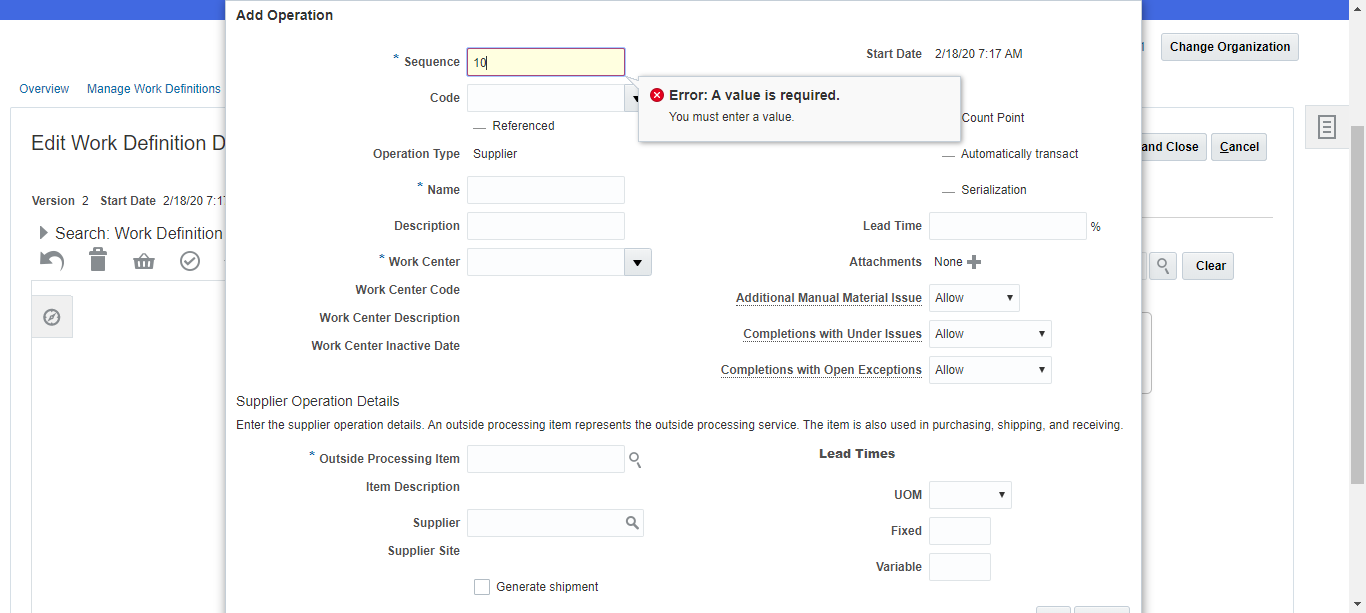 Add Operation
* Sequence 10
Start Date 2/18/20 7:17 AM
Change Organization
Overview Manage Work Definitions
Code
Error: A value is required.
You must enter a value.
Referenced
Count Point
Edit Work Definition D
and Close Cancel
Operation Type Supplier
Automatically transact
* Name
Serialization
Version 2 Start Date 2/18/20 7:1
Description
Lead Time %
Search: Work Definition
* Work Center
Attachments None
Clear
Work Center Code
Additional Manual Material Issue Allow
Work Center Description
Completions with Under Issues Allow
Work Center Inactive Date
Completions with Open Exceptions Allow
Supplier Operation Details
Enter the supplier operation details. An outside processing item represents the outside processing service. The item is also used in purchasing, shipping, and receiving.
* Outside Processing Item
Lead Times
Item Description
UOM
Supplier
Fixed
Supplier Site
Variable
Generate shipment